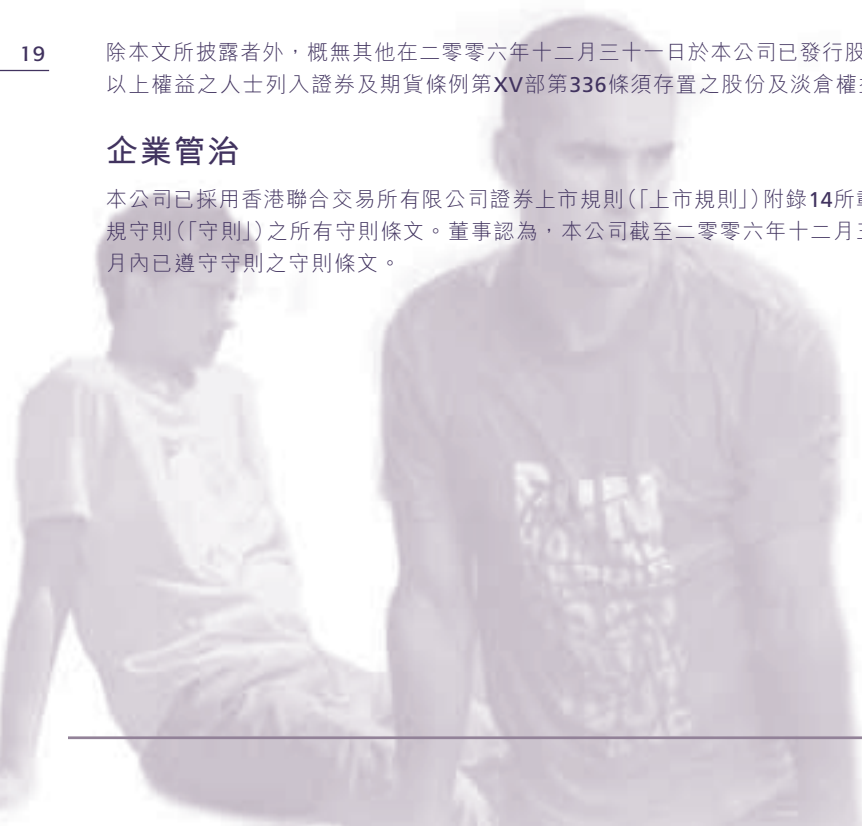 19
除本文所披露者外，概無其他在二零零六年十二月三十一日於本公司已發行股
以上權益之人士列入證券及期貨條例第XV部第336條須存置之股份及淡倉權
企業管治
本公司已採用香港聯合交易所有限公司證券上市規則（「上市規則」）附錄14所
規守則（「守則」）之所有守則條文。董事認為，本公司截至二零零六年十二月
月內已遵守守則之守則條文。
RUN